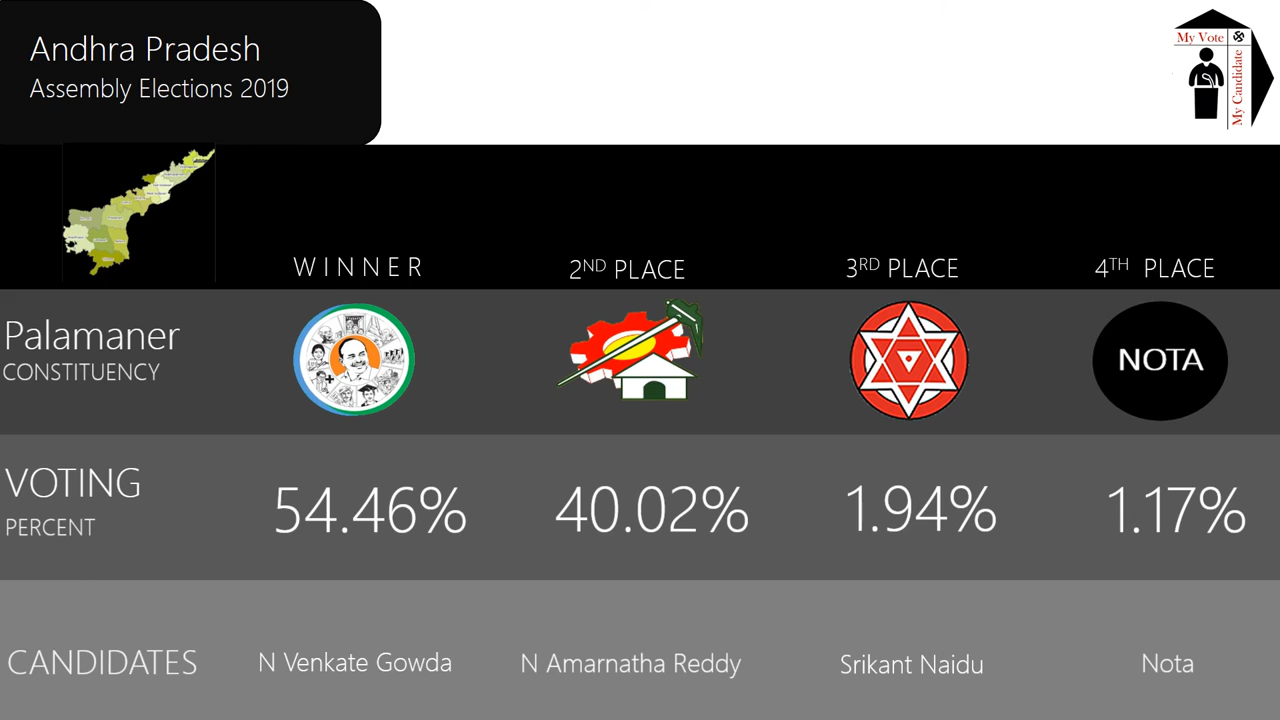 Andhra Pradesh
Assembly Elections 2019
My Vote
My Candidate
WINNER
2ND PLACE
3RD PLACE
4TH PLACE
Palamaner
CONSTITUENCY
NOTA
VOTING
PERCENT
54.46%
40.02%
1.94%
1.17%
CANDIDATES
N Venkate Gowda
N Amarnatha Reddy
Srikant Naidu
Nota